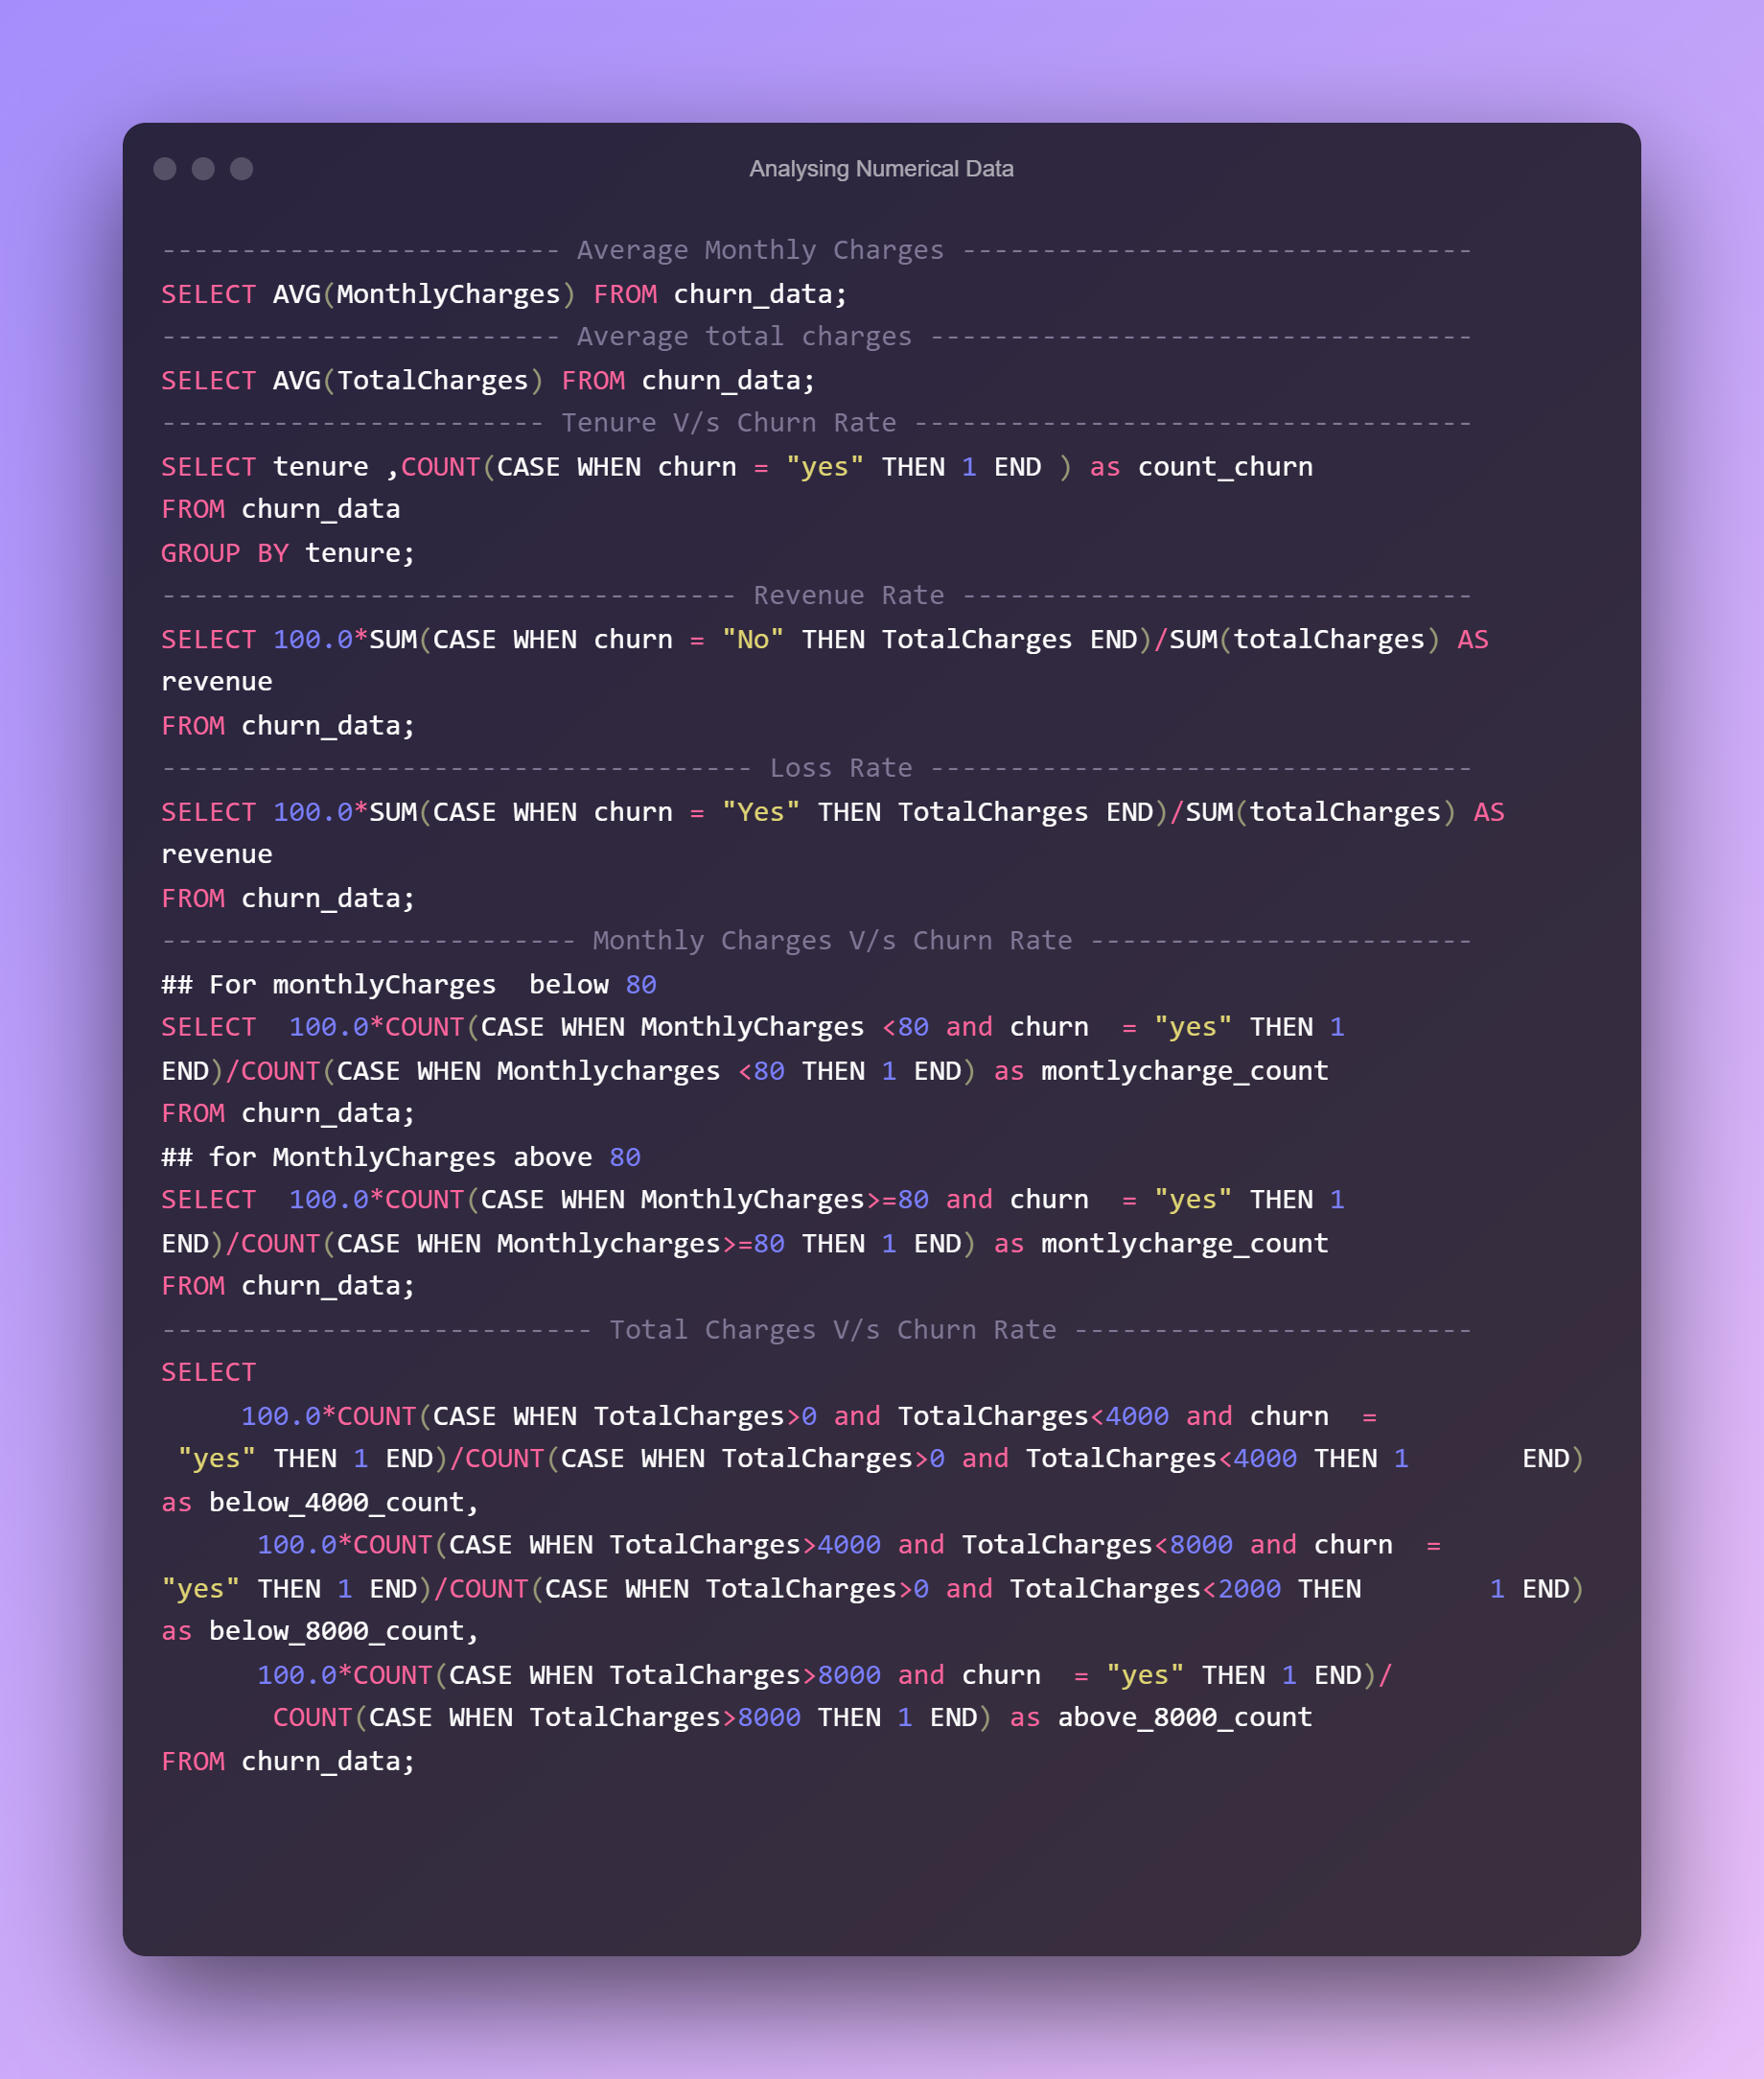 Analysing Numerical Data
------------------------- Average Monthly Charges --------------------------------
SELECT AVG(MonthlyCharges) FROM churn_data;
------------------------- Average total charges ----------------------------------
SELECT AVG(TotalCharges) FROM churn_data;
------------------------ Tenure V/s Churn Rate -----------------------------------
SELECT tenure ,COUNT(CASE WHEN churn = "yes" THEN 1 END ) as count_churn
FROM churn_data
GROUP BY tenure;
------------------------------------ Revenue Rate --------------------------------
SELECT 100.0*SUM(CASE WHEN churn = "No" THEN TotalCharges END)/SUM(totalCharges) AS
revenue
FROM churn_data;
------------------------------------- Loss Rate ----------------------------------
SELECT 100.0*SUM(CASE WHEN churn = "Yes" THEN TotalCharges END)/SUM(totalCharges) AS
revenue
FROM churn_data;
-------------------------- Monthly Charges V/s Churn Rate ------------------------
## For monthlyCharges  below 80
SELECT  100.0*COUNT(CASE WHEN MonthlyCharges <80 and churn  = "yes" THEN 1
END)/COUNT(CASE WHEN Monthlycharges <80 THEN 1 END) as montlycharge_count
FROM churn_data;
## for MonthlyCharges above 80
SELECT  100.0*COUNT(CASE WHEN MonthlyCharges>=80 and churn  = "yes" THEN 1
END)/COUNT(CASE WHEN Monthlycharges>=80 THEN 1 END) as montlycharge_count
FROM churn_data;
--------------------------- Total Charges V/s Churn Rate -------------------------
SELECT
     100.0*COUNT(CASE WHEN TotalCharges>0 and TotalCharges<4000 and churn  =
 "yes" THEN 1 END)/COUNT(CASE WHEN TotalCharges>0 and TotalCharges<4000 THEN 1       END)
as below_4000_count,
      100.0*COUNT(CASE WHEN TotalCharges>4000 and TotalCharges<8000 and churn  =
"yes" THEN 1 END)/COUNT(CASE WHEN TotalCharges>0 and TotalCharges<2000 THEN        1 END)
as below_8000_count,
      100.0*COUNT(CASE WHEN TotalCharges>8000 and churn  = "yes" THEN 1 END)/
       COUNT(CASE WHEN TotalCharges>8000 THEN 1 END) as above_8000_count
FROM churn_data;